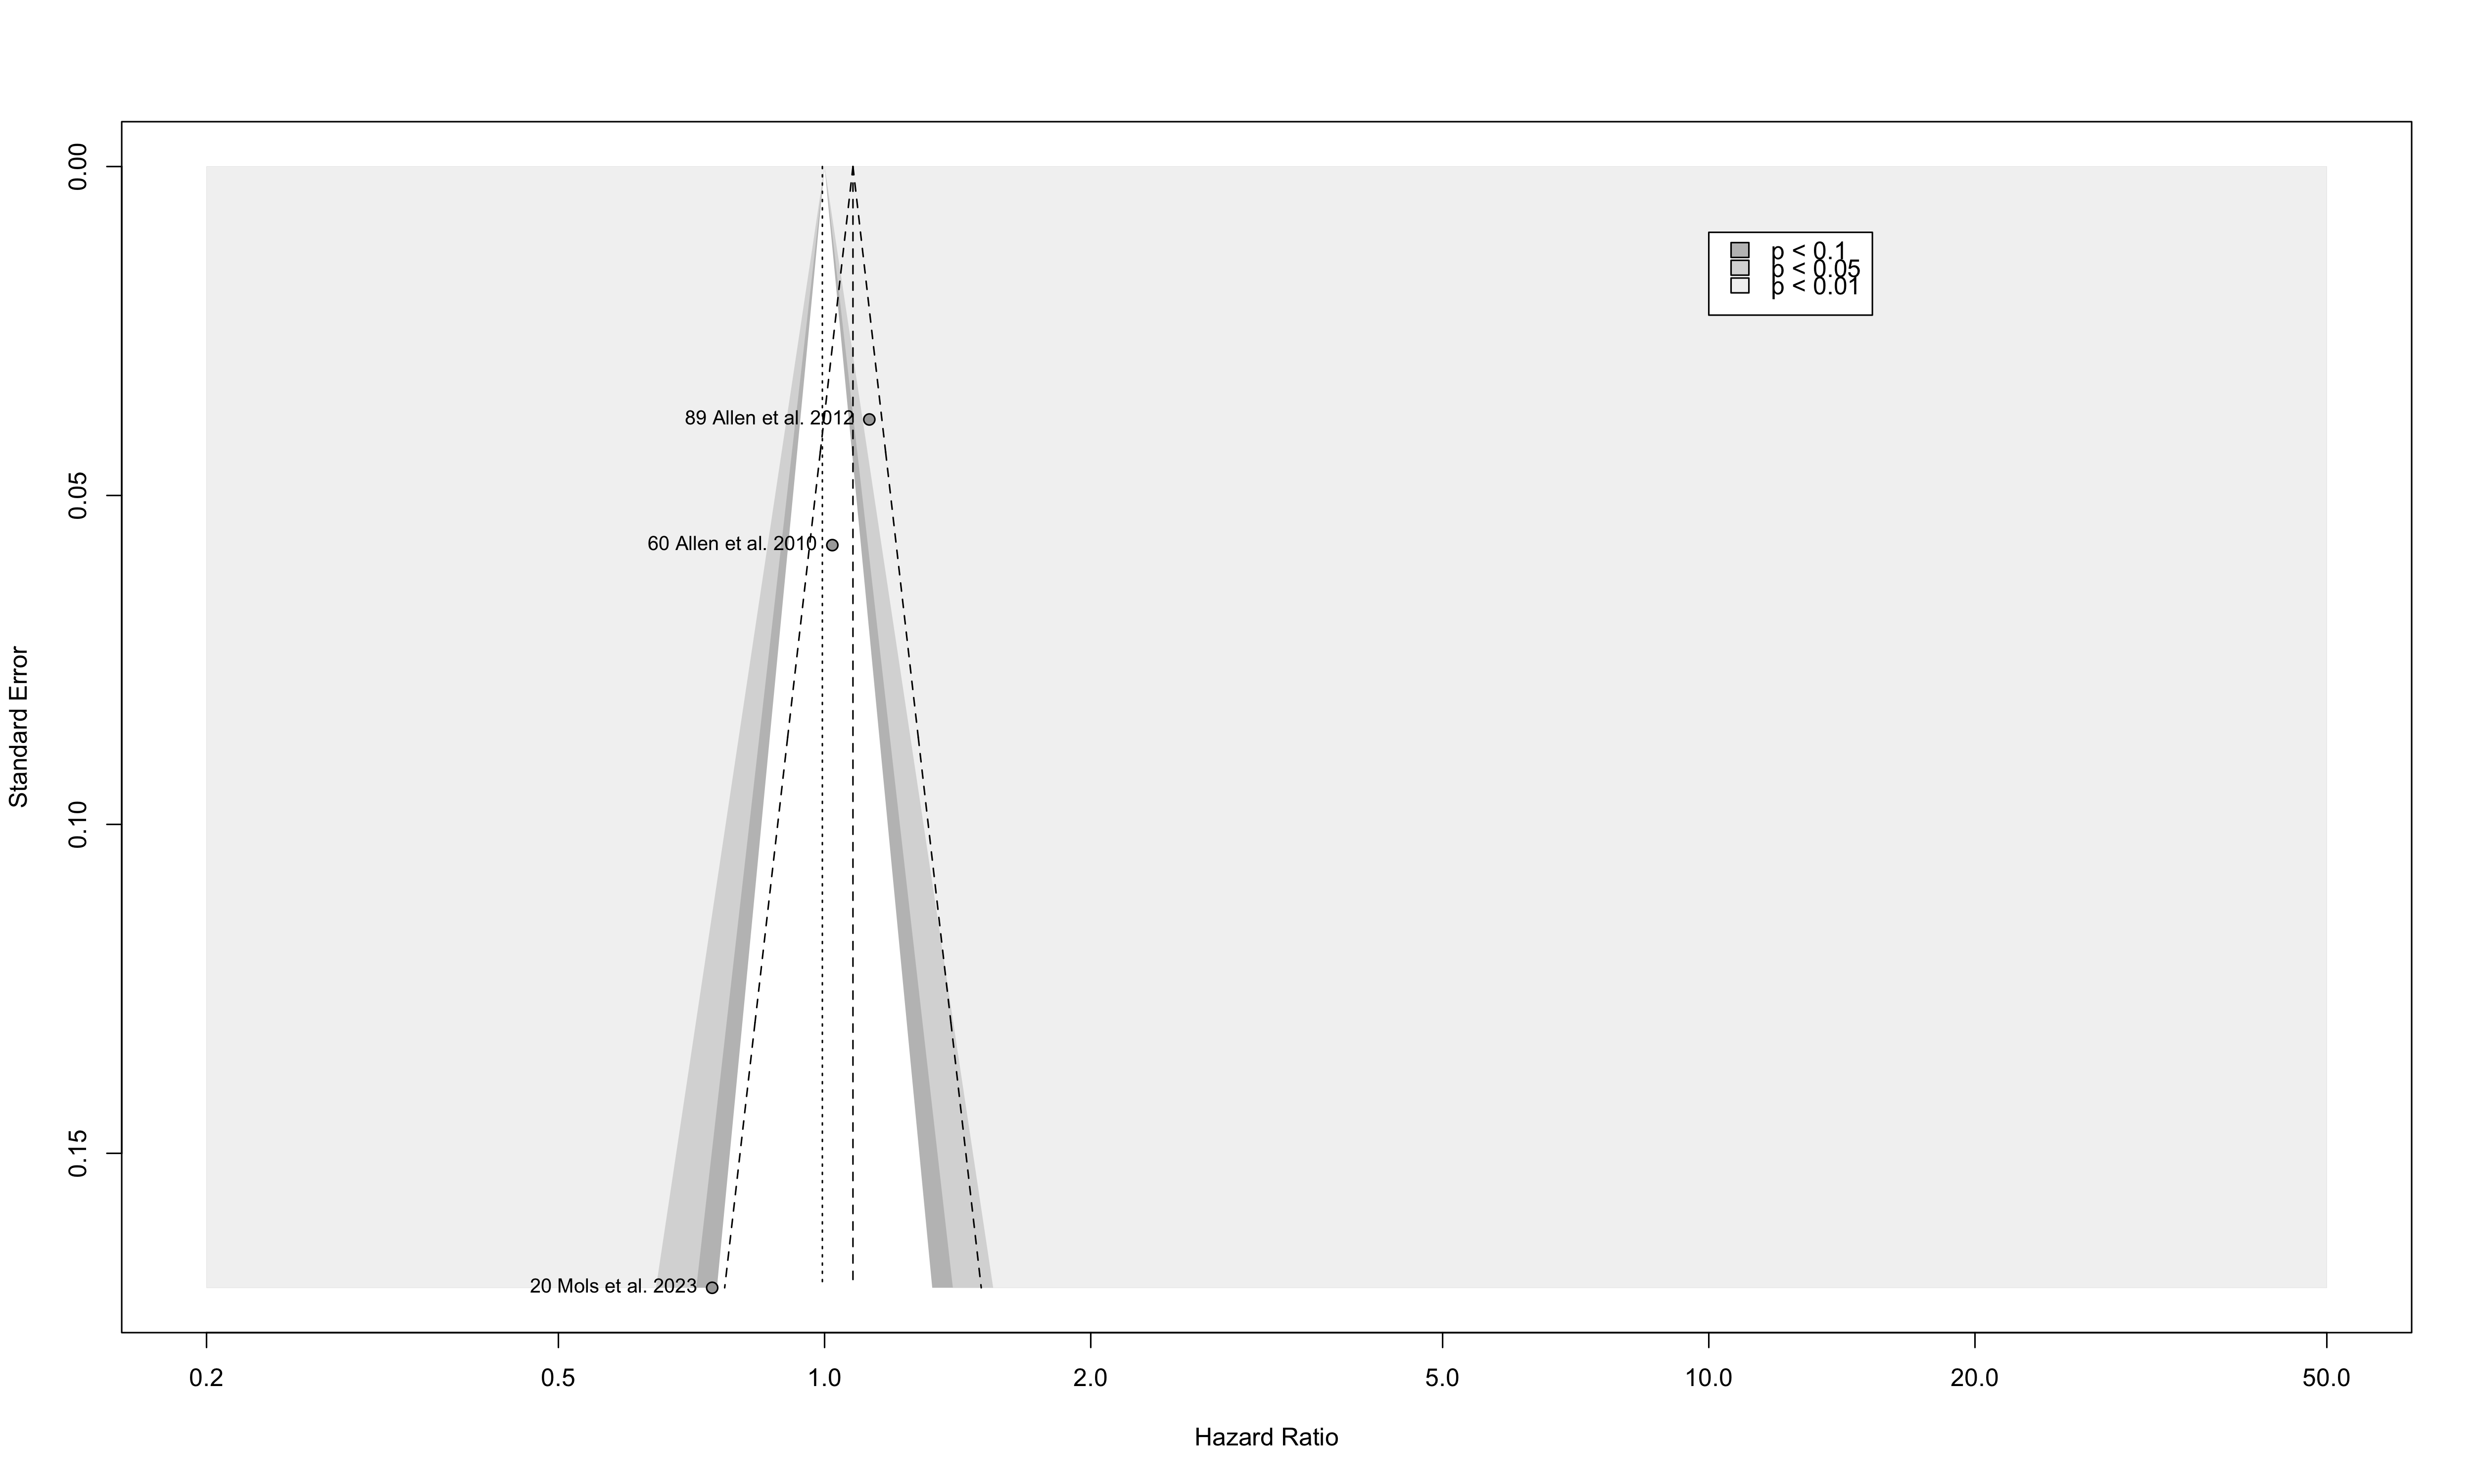 0.00
p < 0.1
p < 0.05
p < 0.01
89 Allen et al. 2012
0.05
60 Allen et al. 2010
Standard Error
0.10
0.15
20 Mols et al. 2023
0.2 0.5 1.0 2.0 5.0 10.0 20.0 50.0
Hazard Ratio